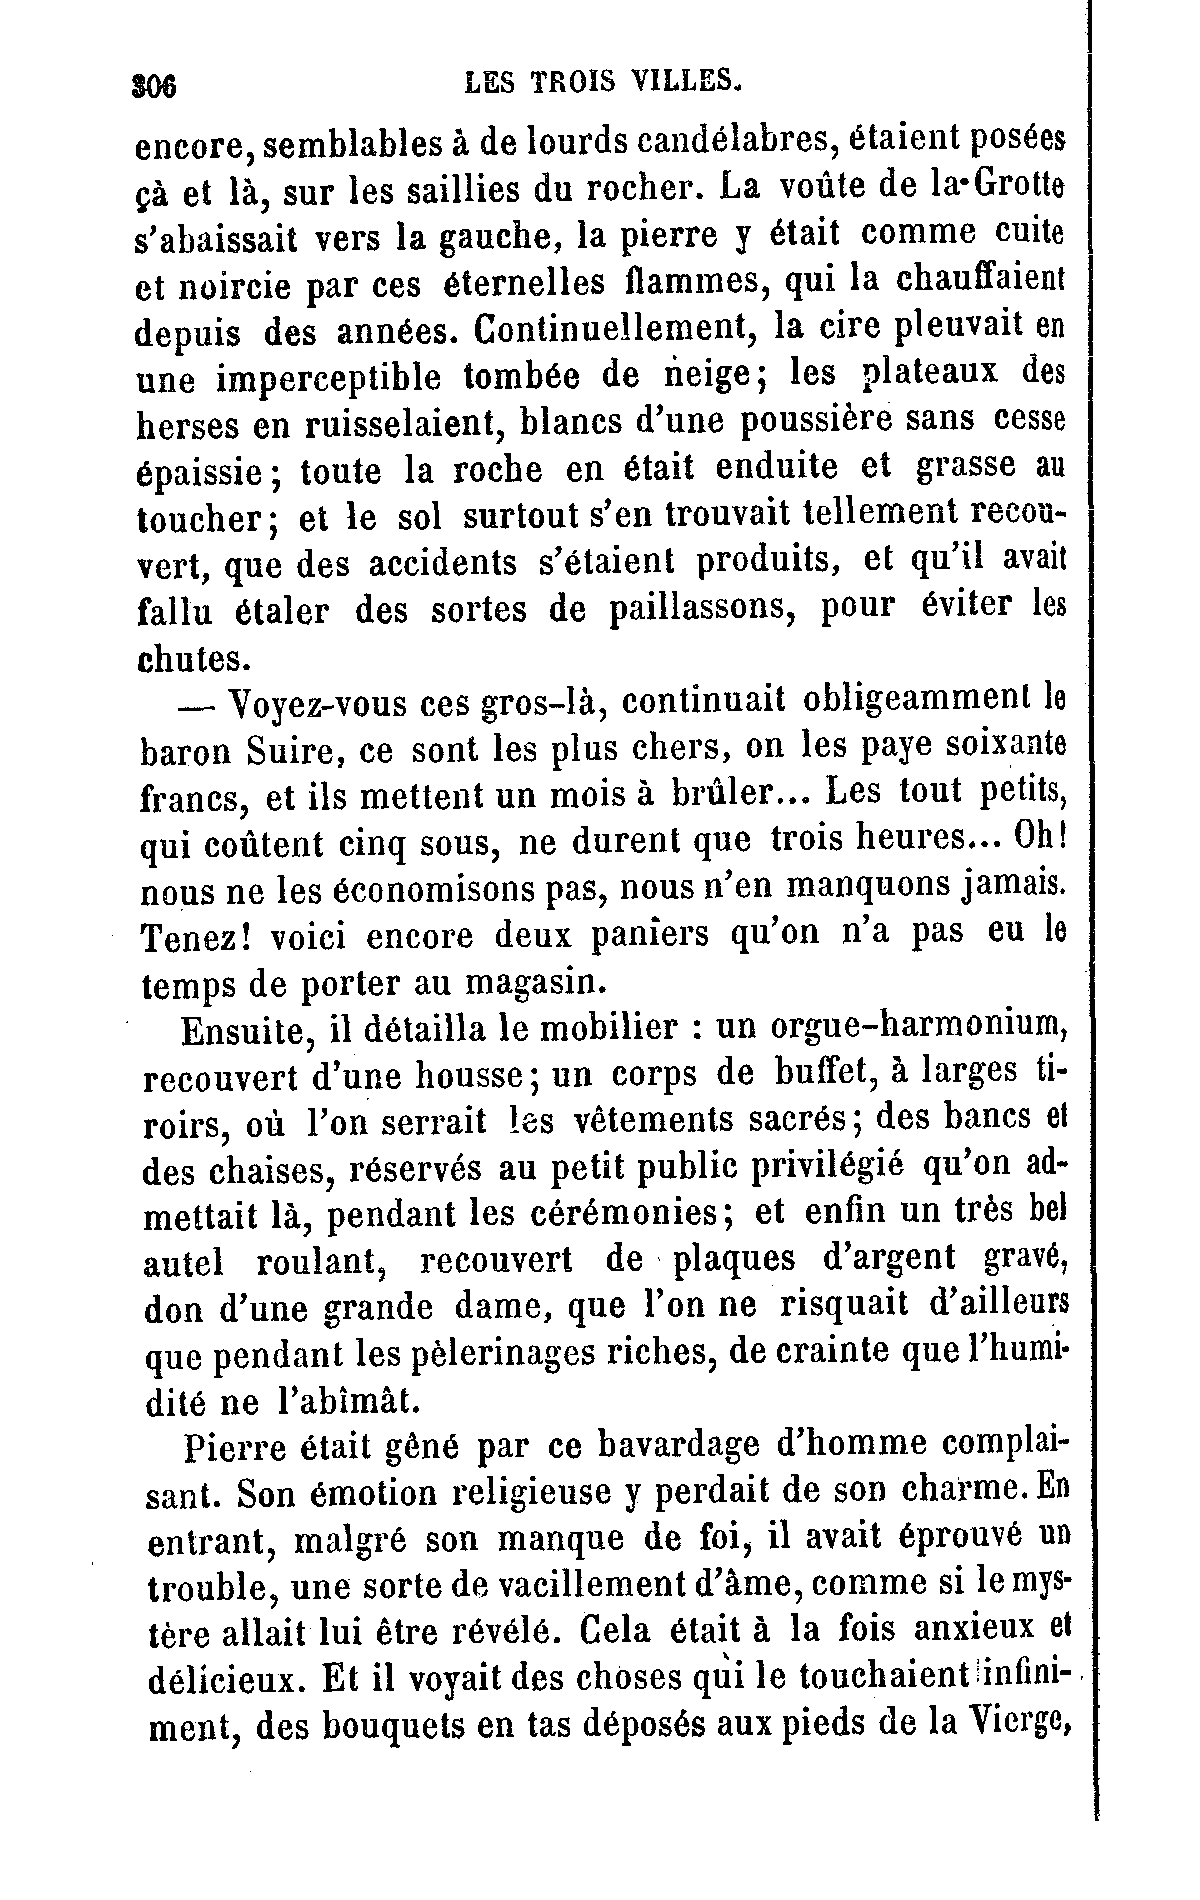 306 LES TROIS VILLES.
encore, semblables à de lourds candélabres, étaient posées
çà et là, sur les saillies du rocher. La voûte de la Grotte
s'abaissait vers la gauche, la pierre y était comme cuite
et noircie par ces éternelles flammes, qui la chauffaient
depuis des années. Continuellement, la cire pleuvait en
une imperceptible tombée de neige; les plateaux des
herses en ruisselaient, blancs d'une poussière sans cesse
épaissie; toute la roche en était enduite et grasse au
toucher; et le sol surtout s'en trouvait tellement recou-
vert, que des accidents s'étaient produits, et qu'il avait
fallu étaler des sortes de paillassons, pour éviter les
chutes.
— Voyez-vous ces gros-là, continuait obligeamment le
baron Suire, ce sont les plus chers, on les paye soixante
francs, et ils mettent un mois à brûler... Les tout petits,
qui coûtent cinq sous, ne durent que trois heures... Oh!
nous ne les économisons pas, nous n'en manquons jamais.
Tenez! voici encore deux paniers qu'on n'a pas eu le
temps de porter au magasin.
Ensuite, il détailla le mobilier : un orgue-harmonium,
recouvert d'une housse; un corps de buffet, à larges ti-
roirs, où l'on serrait les vêtements sacrés; des bancs et
des chaises, réservés au petit public privilégié qu'on ad-
mettait là, pendant les cérémonies; et enfin un très bel
autel roulant, recouvert de plaques d'argent gravé,
don d'une grande dame, que l'on ne risquait d'ailleurs
que pendant les pèlerinages riches, de crainte que l'humi-
dité ne l'abîmât.
Pierre était gêné par ce bavardage d'homme complai-
sant. Son émotion religieuse y perdait de son charme. En
entrant, malgré son manque de foi, il avait éprouvé un
trouble, une sorte de vacillement d'âme, comme si le mys-
tère allait lui être révélé. Cela était à la fois anxieux et
délicieux. Et il voyait des choses qui le touchaient infini-
ment, des bouquets en tas déposés aux pieds de la Vierge,